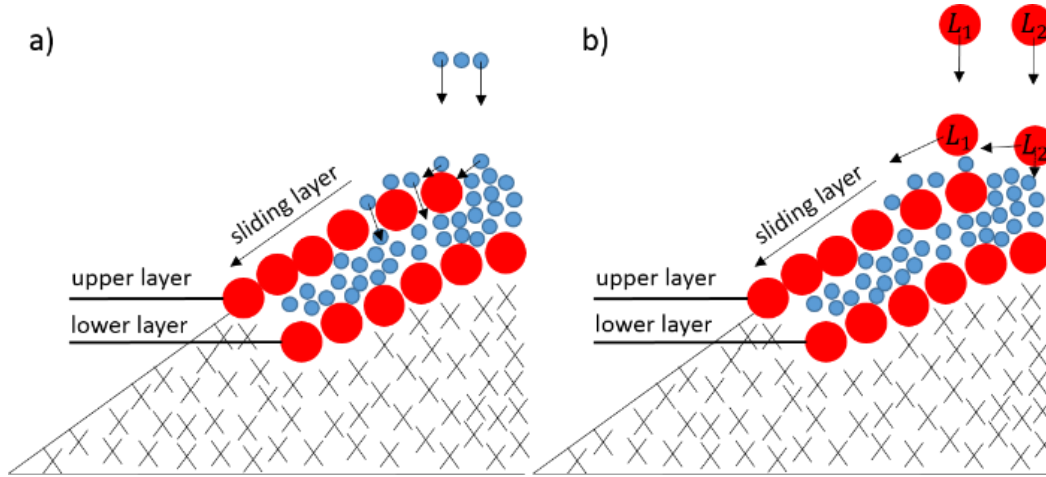 a)
sliding layer
upper layer
lower layer
b)
L₁
L₂
L₁
L₂
sliding layer
upper layer
lower layer